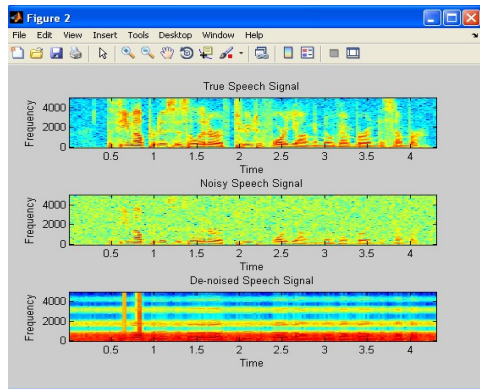 Figure 2
File Edit View Insert Tools Desktop Window Help
True Speech Signal
Frequency
4000
2000
0
0.5 1 1.5 2 2.5 3 3.5 4
Time
Noisy Speech Signal
Frequency
4000
2000
0
0.5 1 1.5 2 2.5 3 3.5 4
Time
De-noised Speech Signal
Frequency
4000
2000
0
0.5 1 1.5 2 2.5 3 3.5 4
Time